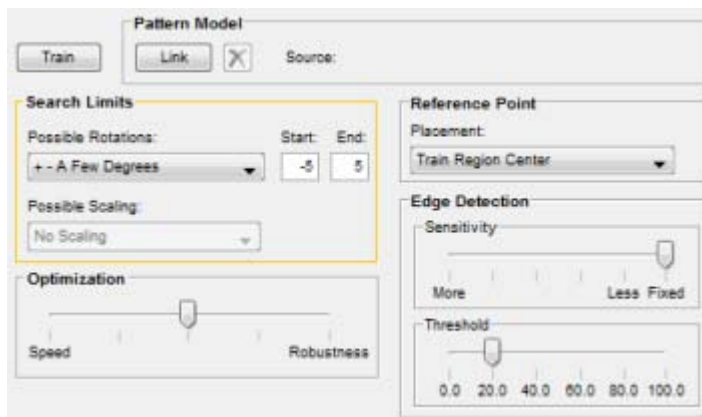 Pattern Model
Train
Link
Source:
Search Limits
Possible Rotations:
Start:
End:
+ - A Few Degrees
-5
5
Possible Scaling:
No Scaling
Optimization
Speed
Robustness
Reference Point
Placement:
Train Region Center
Edge Detection
Sensitivity
More
Less
Fixed
Threshold
0.0 20.0 40.0 60.0 80.0 100.0